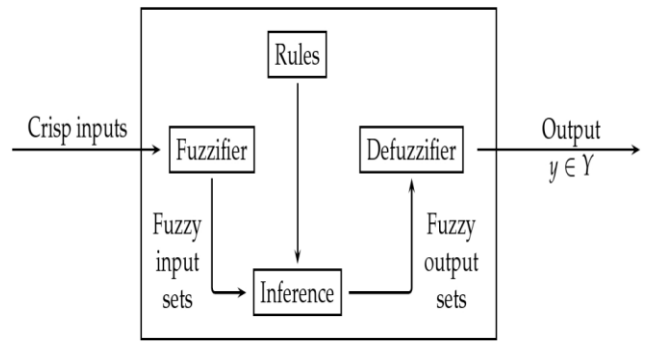 Rules
Crisp inputs
Fuzzifier
Defuzzifier
Output
y ∈ Y
Fuzzy
input
sets
Inference
Fuzzy
output
sets